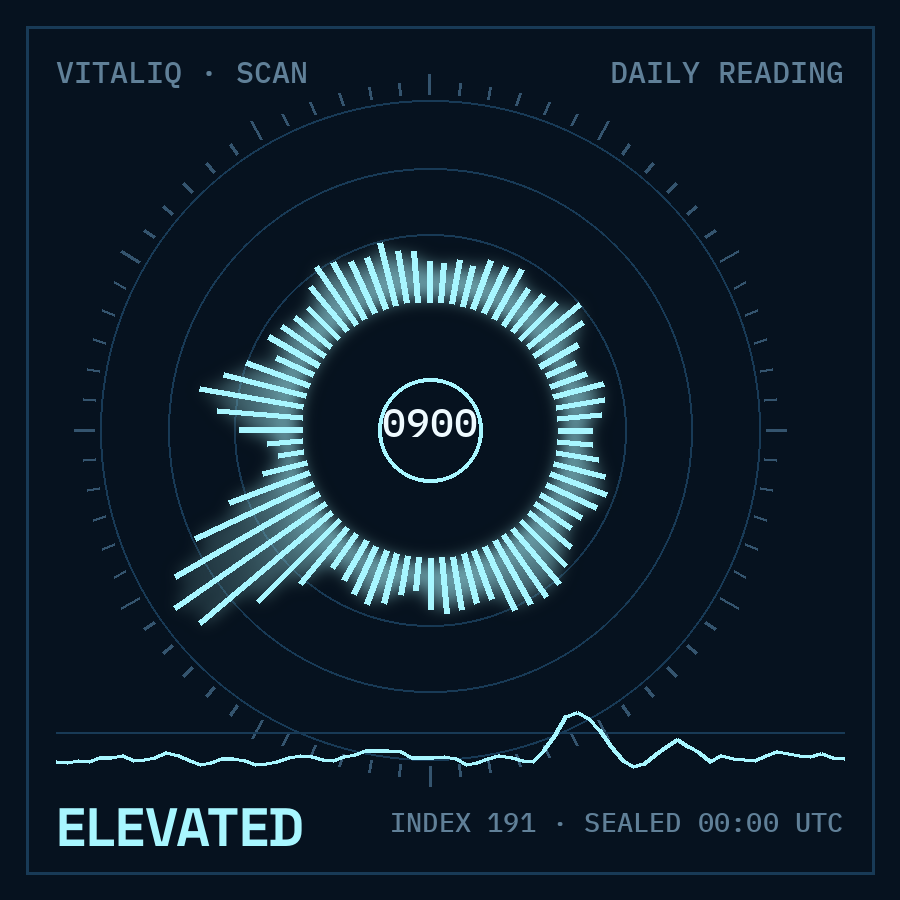 VITALIQ · SCAN
DAILY READING
0900
ELEVATED
INDEX 191 · SEALED 00:00 UTC